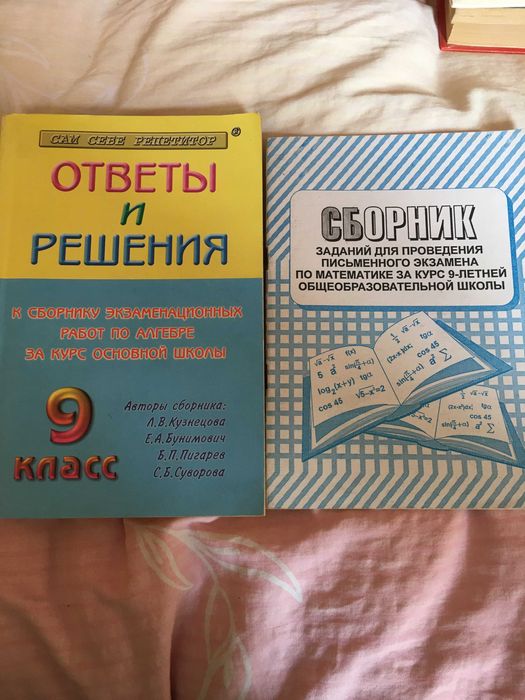 САМ СЕБЕ РЕПЕТИТОР ®
ОТВЕТЫ
И
РЕШЕНИЯ
К СБОРНИКУ ЭКЗАМЕНАЦИОННЫХ
РАБОТ ПО АЛГЕБРЕ
ЗА КУРС ОСНОВНОЙ ШКОЛЫ
9
КЛАСС
Авторы сборника:
Л.В.Кузнецова
Е.А.Бунимович
Б.П.Пигарев
С.Б.Суворова
СБОРНИК
ЗАДАНИЙ ДЛЯ ПРОВЕДЕНИЯ
ПИСЬМЕННОГО ЭКЗАМЕНА
ПО МАТЕМАТИКЕ ЗА КУРС 9-ЛЕТНЕЙ
ОБЩЕОБРАЗОВАТЕЛЬНОЙ ШКОЛЫ